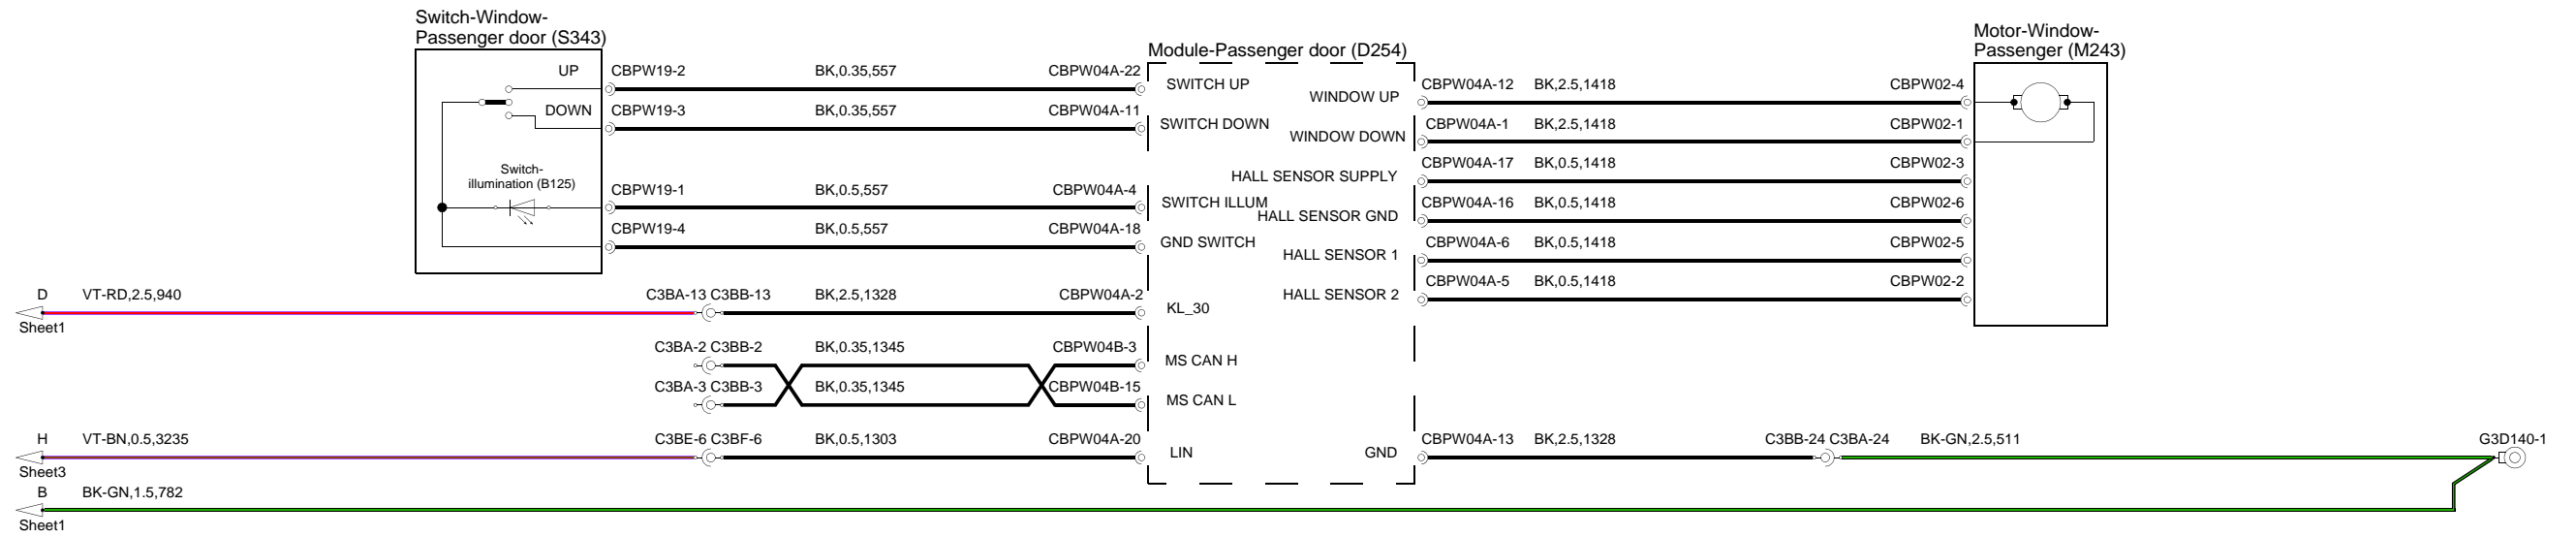 Switch-Window-
Passenger door (S343)
UP
DOWN
Switch-
illumination (B125)
CBPW19-2 BK,0.35,557 CBPW04A-22
CBPW19-3 BK,0.35,557 CBPW04A-11
CBPW19-1 BK,0.5,557 CBPW04A-4
CBPW19-4 BK,0.5,557 CBPW04A-18
D VT-RD,2.5,940 C3BA-13 C3BB-13 BK,2.5,1328 CBPW04A-2
Sheet1
C3BA-2 C3BB-2 BK,0.35,1345 CBPW04B-3
C3BA-3 C3BB-3 BK,0.35,1345 CBPW04B-15
H VT-BN,0.5,3235 C3BE-6 C3BF-6 BK,0.5,1303 CBPW04A-20
Sheet3
B BK-GN,1.5,782
Sheet1
Module-Passenger door (D254)
SWITCH UP
SWITCH DOWN
SWITCH ILLUM
GND SWITCH
KL_30
MS CAN H
MS CAN L
LIN
WINDOW UP
WINDOW DOWN
HALL SENSOR SUPPLY
HALL SENSOR GND
HALL SENSOR 1
HALL SENSOR 2
GND
CBPW04A-12 BK,2.5,1418 CBPW02-4
CBPW04A-1 BK,2.5,1418 CBPW02-1
CBPW04A-17 BK,0.5,1418 CBPW02-3
CBPW04A-16 BK,0.5,1418 CBPW02-6
CBPW04A-6 BK,0.5,1418 CBPW02-5
CBPW04A-5 BK,0.5,1418 CBPW02-2
CBPW04A-13 BK,2.5,1328 C3BB-24 C3BA-24 BK-GN,2.5,511 G3D140-1
Motor-Window-
Passenger (M243)